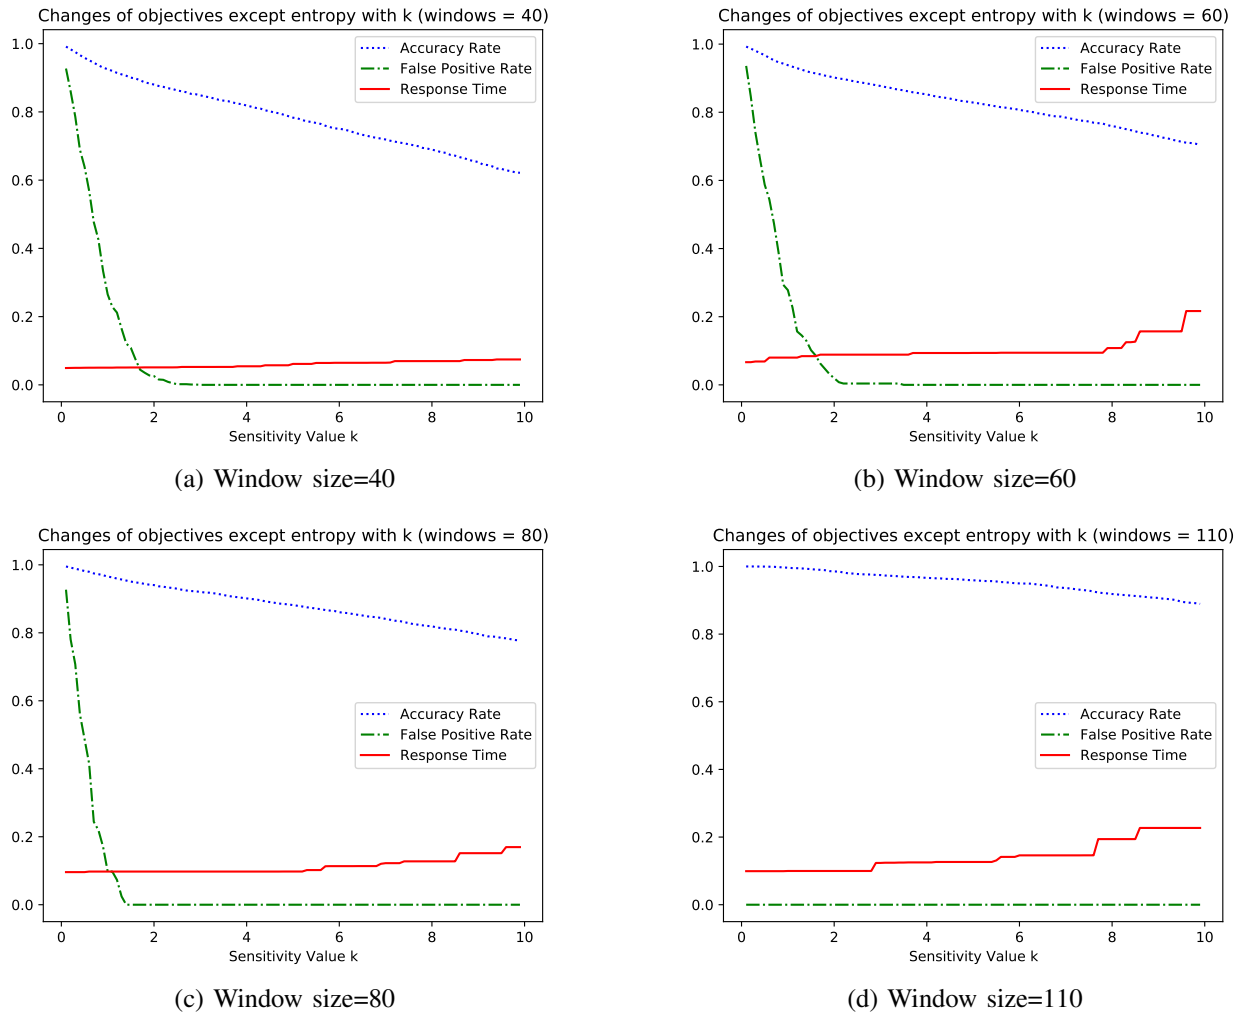 Changes of objectives except entropy with k (windows = 40)
1.0
0.8
0.6
0.4
0.2
0.0
Accuracy Rate
False Positive Rate
Response Time
0 2 4 6 8 10
Sensitivity Value k
(a) Window size=40
Changes of objectives except entropy with k (windows = 60)
1.0
0.8
0.6
0.4
0.2
0.0
Accuracy Rate
False Positive Rate
Response Time
0 2 4 6 8 10
Sensitivity Value k
(b) Window size=60
Changes of objectives except entropy with k (windows = 80)
1.0
0.8
0.6
0.4
0.2
0.0
Accuracy Rate
False Positive Rate
Response Time
0 2 4 6 8 10
Sensitivity Value k
(c) Window size=80
Changes of objectives except entropy with k (windows = 110)
1.0
0.8
0.6
0.4
0.2
0.0
Accuracy Rate
False Positive Rate
Response Time
0 2 4 6 8 10
Sensitivity Value k
(d) Window size=110